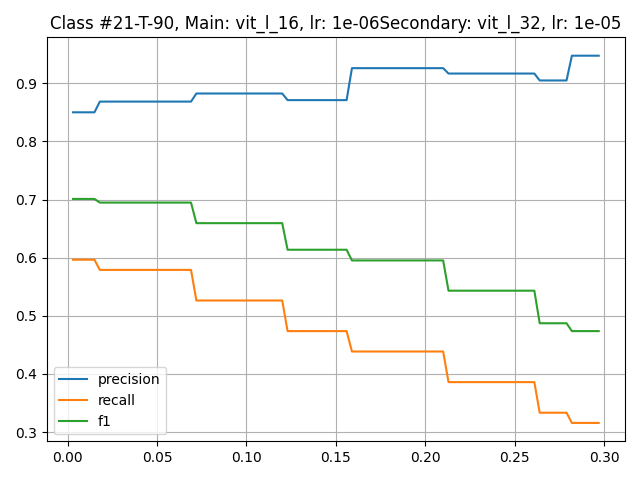 Class #21-T-90, Main: vit_l_16, lr: 1e-06Secondary: vit_l_32, lr: 1e-05
0.9
0.8
0.7
0.6
0.5
0.4
0.3
precision
recall
f1
0.00 0.05 0.10 0.15 0.20 0.25 0.30